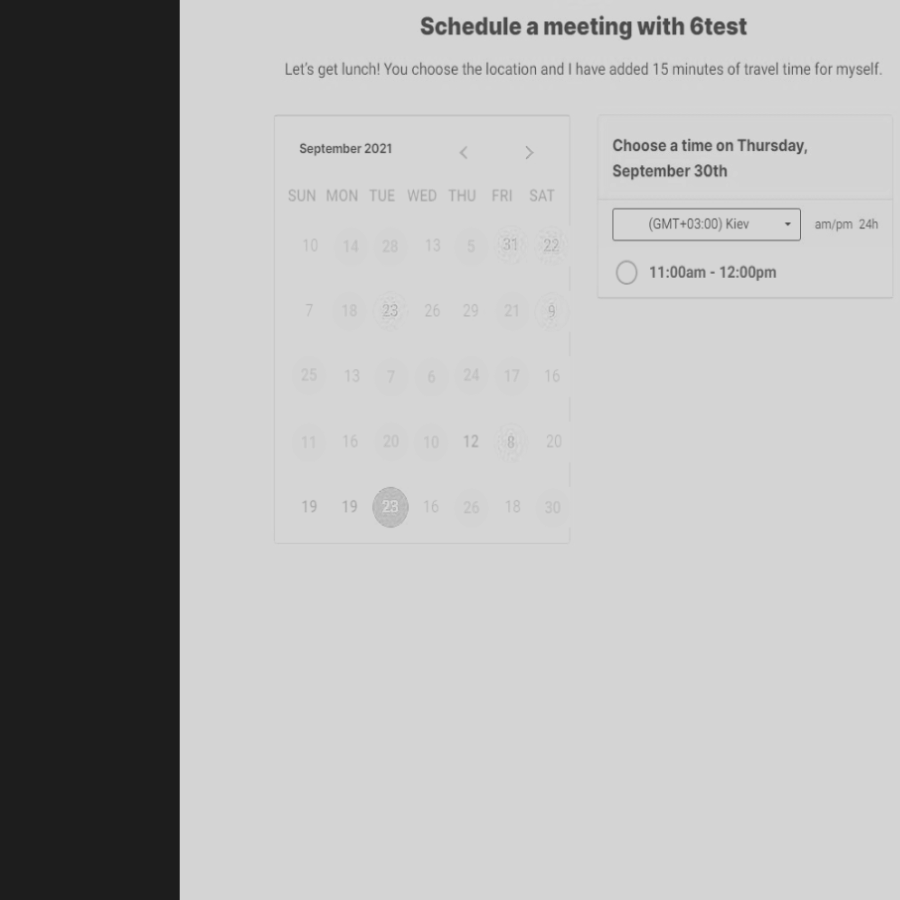 Schedule a meeting with 6test
Let's get lunch! You choose the location and I have added 15 minutes of travel time for myself.
September 2021
SUN MON TUE WED THU FRI SAT
10 14 28 13 5 31 22
7 18 23 26 29 21 9
25 13 7 6 24 17 16
11 16 20 10 12 8 20
19 19 23 16 26 18 30
Choose a time on Thursday,
September 30th
(GMT+03:00) Kiev am/pm 24h
11:00am - 12:00pm